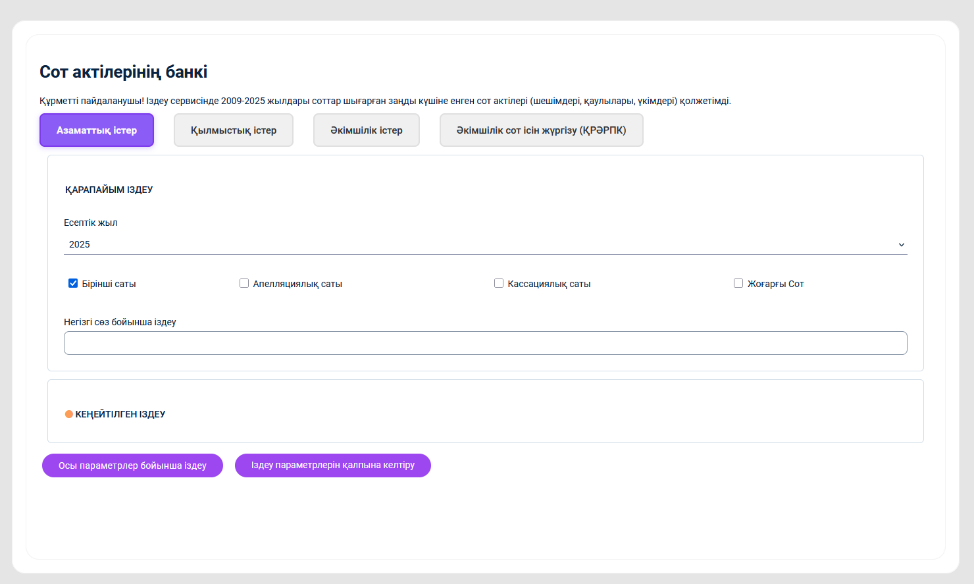 Сот актілерінің банкі
Құрметті пайдаланушы! Іздеу сервисінде 2009-2025 жылдары соттар шығарған заңды күшіне енген сот актілері (шешімдері, қаулылары, үкімдері) қолжетімді.
Азаматтық істер
Қылмыстық істер
Әкімшілік істер
Әкімшілік сот ісін жүргізу (ҚРӘРПК)
ҚАРАПАЙЫМ ІЗДЕУ
Есептік жыл
2025
Бірінші саты
Апелляциялық саты
Кассациялық саты
Жоғарғы Сот
Негізгі сөз бойынша іздеу
КЕҢЕЙТІЛГЕН ІЗДЕУ
Осы параметрлер бойынша іздеу
Іздеу параметрлерін қалпына келтіру